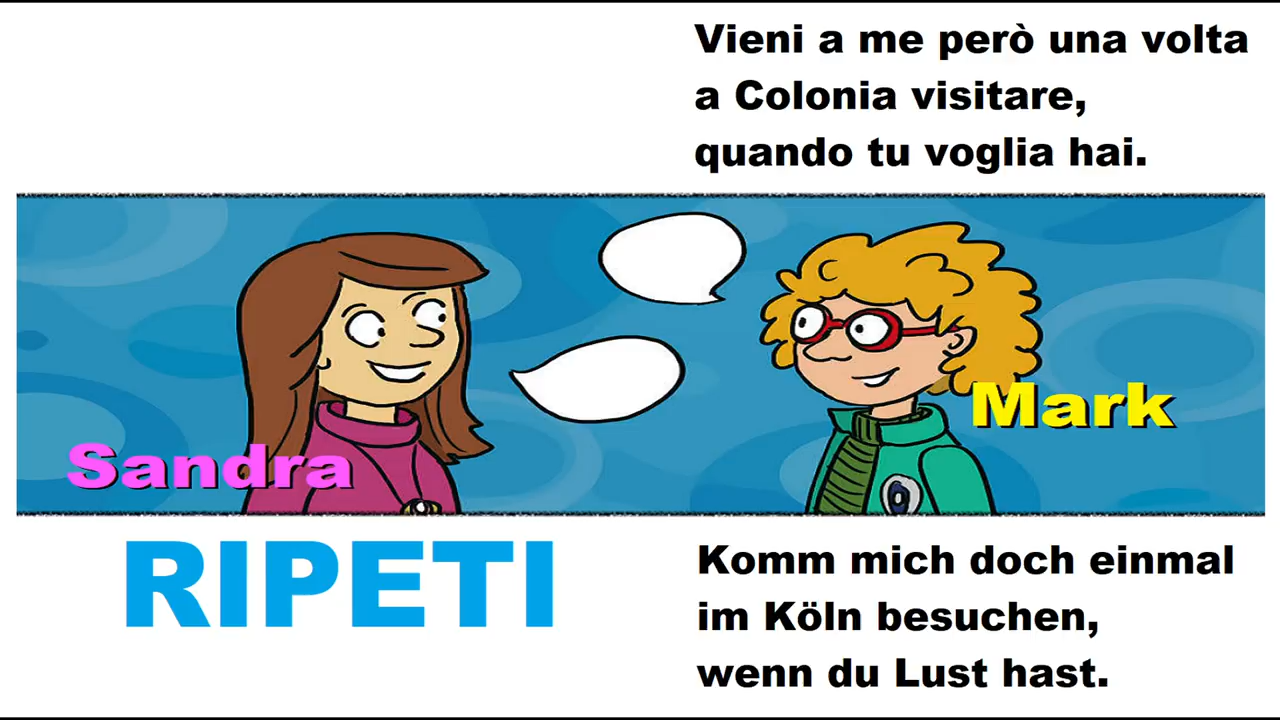 Vieni a me però una volta
a Colonia visitare,
quando tu voglia hai.
Mark
Sandra
RIPETI
Komm mich doch einmal
im Köln besuchen,
wenn du Lust hast.